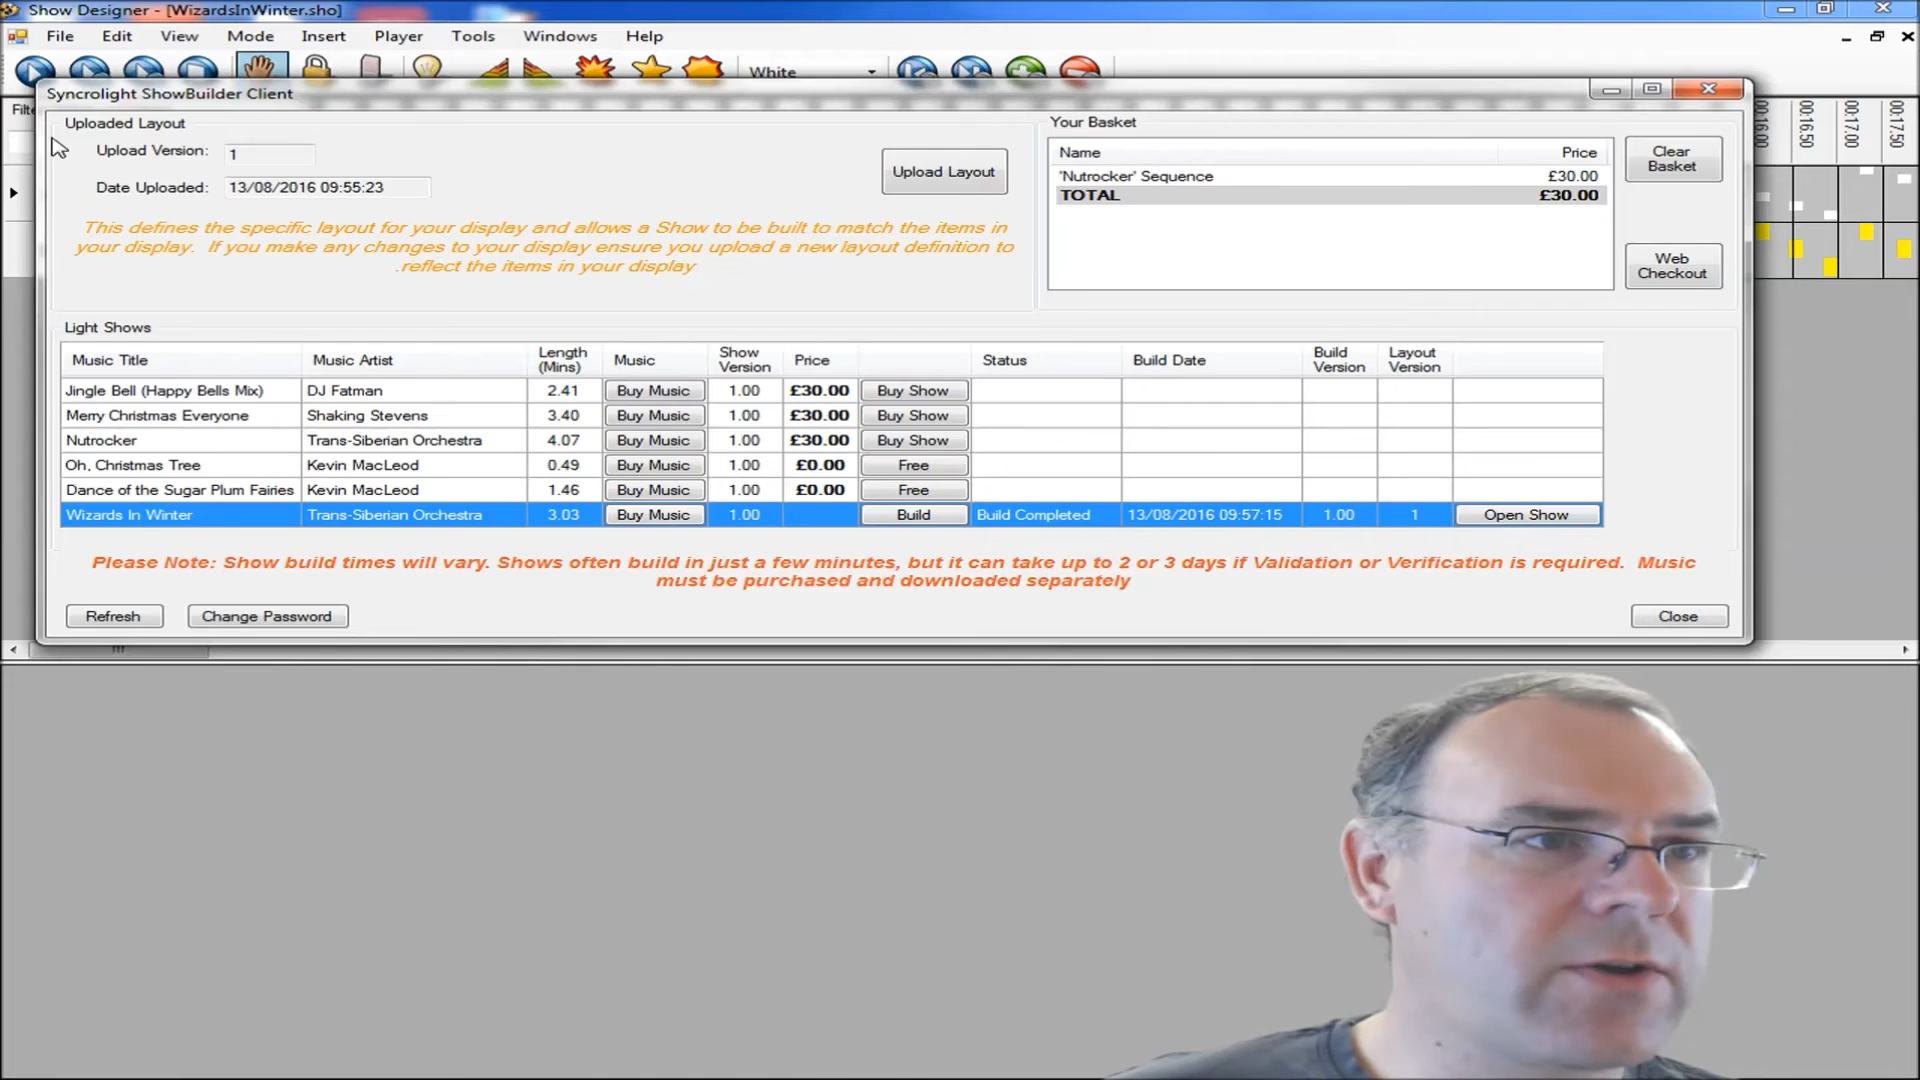 Show Designer - [WizardsInWinter.sho]
File Edit View Mode Insert Player Tools Windows Help
White
Syncrolight ShowBuilder Client
00:16.00 00:16.50 00:17.00 00:17.50
Uploaded Layout
Upload Version: 1
Date Uploaded: 13/08/2016 09:55:23
Upload Layout
This defines the specific layout for your display and allows a Show to be built to match the items in
your display. If you make any changes to your display ensure you upload a new layout definition to
.reflect the items in your display
Your Basket
Name Price
'Nutrocker' Sequence £30.00
TOTAL £30.00
Clear
Basket
Web
Checkout
Light Shows
Music Title Music Artist Length (Mins) Music Show Version Price Status Build Date Build Version Layout Version
Jingle Bell (Happy Bells Mix) DJ Fatman 2.41 Buy Music 1.00 £30.00 Buy Show
Merry Christmas Everyone Shaking Stevens 3.40 Buy Music 1.00 £30.00 Buy Show
Nutrocker Trans-Siberian Orchestra 4.07 Buy Music 1.00 £30.00 Buy Show
Oh, Christmas Tree Kevin MacLeod 0.49 Buy Music 1.00 £0.00 Free
Dance of the Sugar Plum Fairies Kevin MacLeod 1.46 Buy Music 1.00 £0.00 Free
Wizards In Winter Trans-Siberian Orchestra 3.03 Buy Music 1.00 Build Build Completed 13/08/2016 09:57:15 1.00 1 Open Show
Please Note: Show build times will vary. Shows often build in just a few minutes, but it can take up to 2 or 3 days if Validation or Verification is required. Music
must be purchased and downloaded separately
Refresh Change Password Close